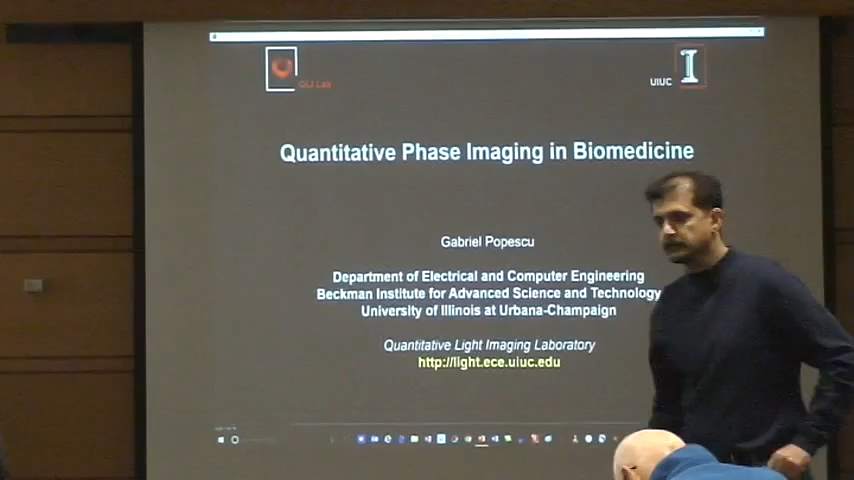 QLI Lab
UIUC
I
Quantitative Phase Imaging in Biomedicine
Gabriel Popescu
Department of Electrical and Computer Engineering
Beckman Institute for Advanced Science and Technology
University of Illinois at Urbana-Champaign
Quantitative Light Imaging Laboratory
http://light.ece.uiuc.edu